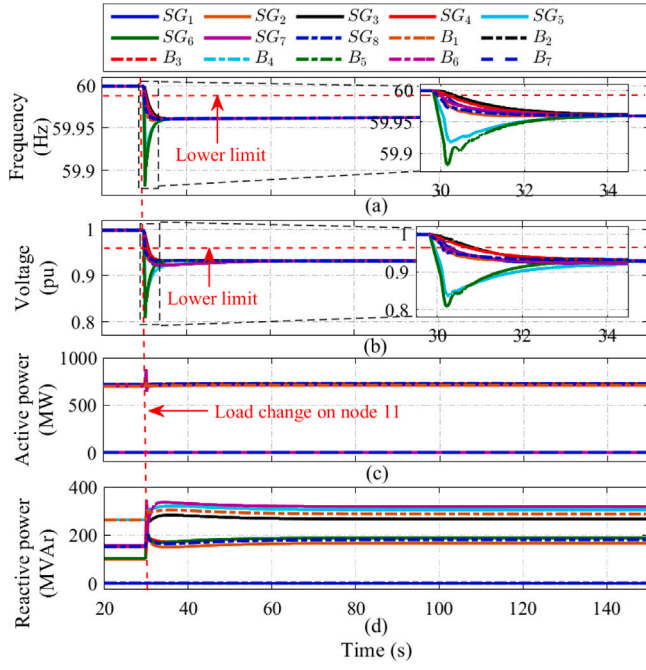 SG1 SG2 SG3 SG4 SG5
SG6 SG7 SG8 B1 B2
B3 B4 B5 B6 B7
Frequency (Hz)
60
59.95
59.9
Lower limit
60
59.95
59.9
30 32 34
(a)
Voltage (pu)
1
0.9
0.8
Lower limit
1
0.9
0.8
30 32 34
(b)
Active power (MW)
1000
500
0
Load change on node 11
(c)
Reactive power (MVAr)
400
200
0
20 40 60 80 100 120 140
(d)
Time (s)